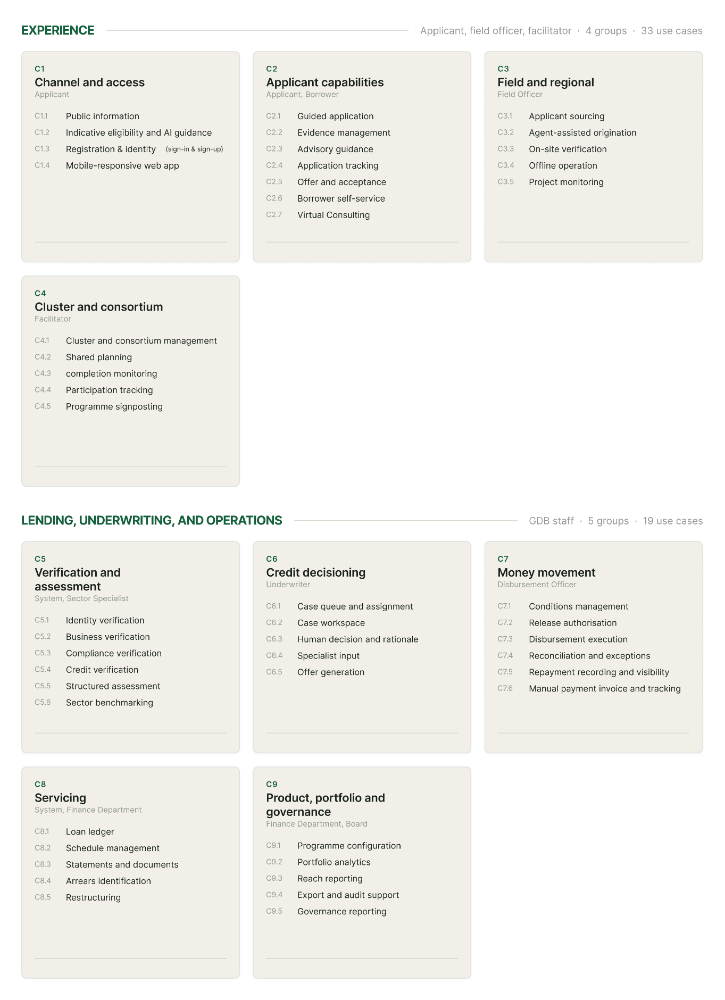 EXPERIENCE
Applicant, field officer, facilitator · 4 groups · 33 use cases
C1
Channel and access
Applicant
C1.1 Public information
C1.2 Indicative eligibility and AI guidance
C1.3 Registration & identity (sign-in & sign-up)
C1.4 Mobile-responsive web app
C2
Applicant capabilities
Applicant, Borrower
C2.1 Guided application
C2.2 Evidence management
C2.3 Advisory guidance
C2.4 Application tracking
C2.5 Offer and acceptance
C2.6 Borrower self-service
C2.7 Virtual Consulting
C3
Field and regional
Field Officer
C3.1 Applicant sourcing
C3.2 Agent-assisted origination
C3.3 On-site verification
C3.4 Offline operation
C3.5 Project monitoring
C4
Cluster and consortium
Facilitator
C4.1 Cluster and consortium management
C4.2 Shared planning
C4.3 completion monitoring
C4.4 Participation tracking
C4.5 Programme signposting
LENDING, UNDERWRITING, AND OPERATIONS
GDB staff · 5 groups · 19 use cases
C5
Verification and
assessment
System, Sector Specialist
C5.1 Identity verification
C5.2 Business verification
C5.3 Compliance verification
C5.4 Credit verification
C5.5 Structured assessment
C5.6 Sector benchmarking
C6
Credit decisioning
Underwriter
C6.1 Case queue and assignment
C6.2 Case workspace
C6.3 Human decision and rationale
C6.4 Specialist input
C6.5 Offer generation
C7
Money movement
Disbursement Officer
C7.1 Conditions management
C7.2 Release authorisation
C7.3 Disbursement execution
C7.4 Reconciliation and exceptions
C7.5 Repayment recording and visibility
C7.6 Manual payment invoice and tracking
C8
Servicing
System, Finance Department
C8.1 Loan ledger
C8.2 Schedule management
C8.3 Statements and documents
C8.4 Arrears identification
C8.5 Restructuring
C9
Product, portfolio and
governance
Finance Department, Board
C9.1 Programme configuration
C9.2 Portfolio analytics
C9.3 Reach reporting
C9.4 Export and audit support
C9.5 Governance reporting